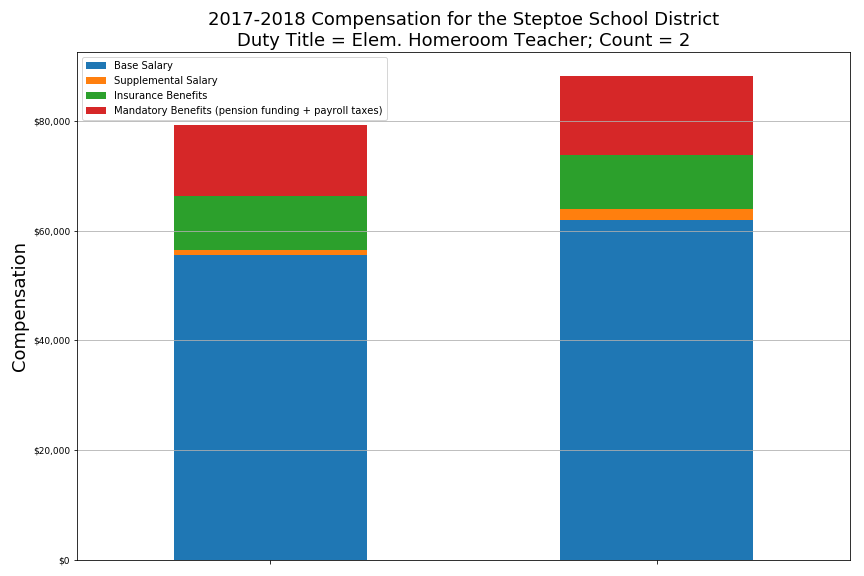 2017-2018 Compensation for the Steptoe School District
Duty Title = Elem. Homeroom Teacher; Count = 2
Base Salary
Supplemental Salary
Insurance Benefits
Mandatory Benefits (pension funding + payroll taxes)
$80,000
$60,000
$40,000
$20,000
$0
Compensation